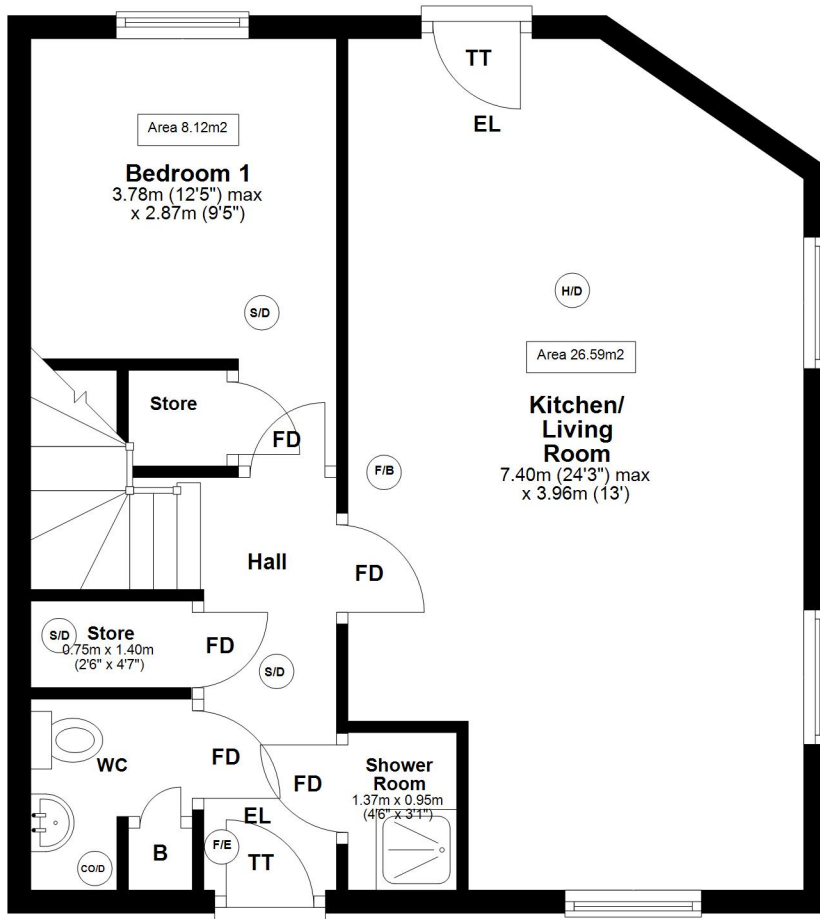 TT
EL
Area 8.12m2
Bedroom 1
3.78m (12'5") max
x 2.87m (9'5")
H/D
S/D
Area 26.59m2
Store
FD
Kitchen/
Living
Room
7.40m (24'3") max
x 3.96m (13')
F/B
Hall
FD
S/D
Store
0.75m x 1.40m
(2'6" x 4'7")
FD
S/D
WC
FD
FD
Shower
Room
1.37m x 0.95m
(4'6" x 3'1")
EL
F/E
TT
B
CO/D